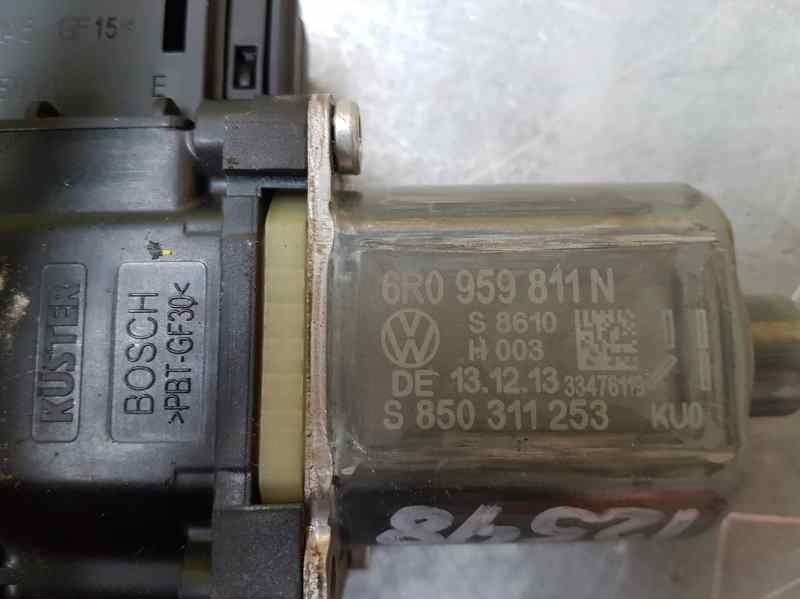 GF15
E
KÜSTER
BOSCH
>PBT-GF30<
6R0 959 811 N
S 8610
H 003
DE 13.12.13 33476119
S 850 311 253 KU0
12548